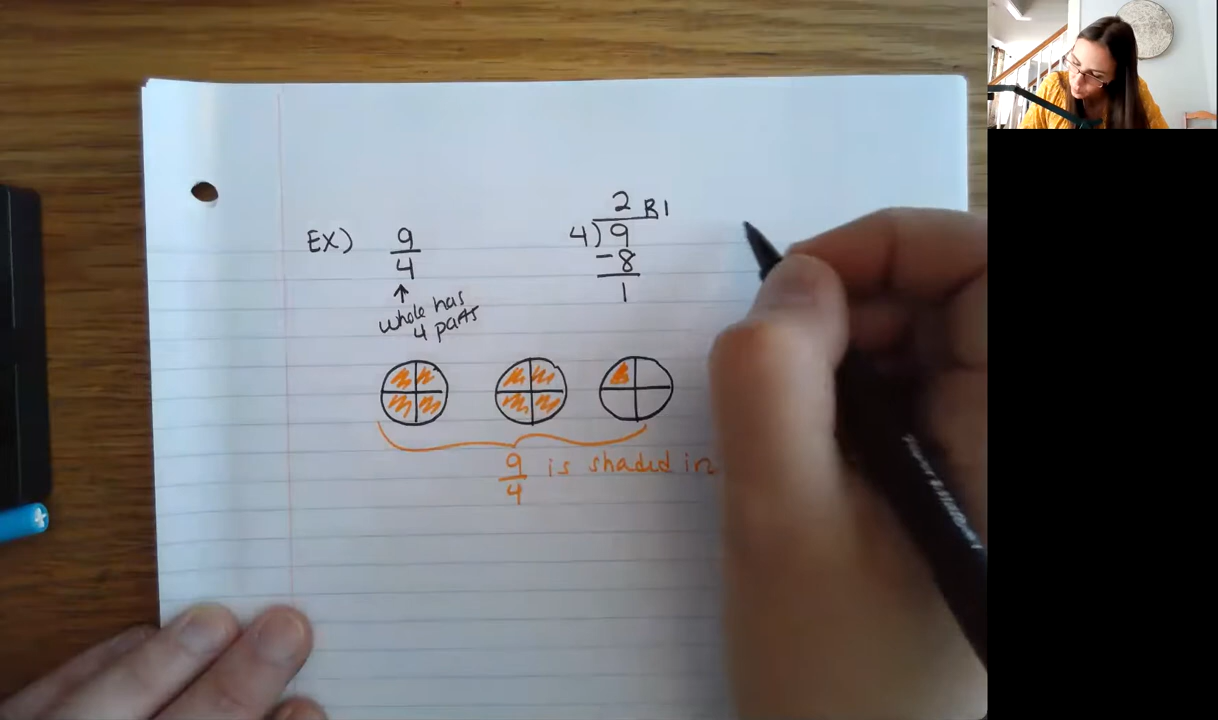 EX) 9/4
2 R1
4) 9
-8
1
↑
whole has
4 parts
9/4 is shaded in